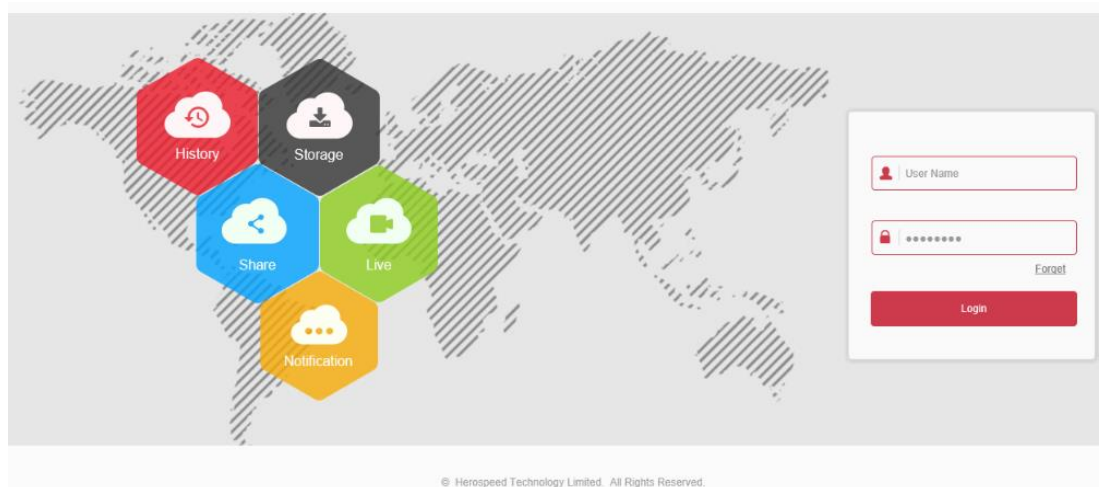 History
Storage
Share
Live
Notification
User Name
Forget
Login
© Herospeed Technology Limited. All Rights Reserved.